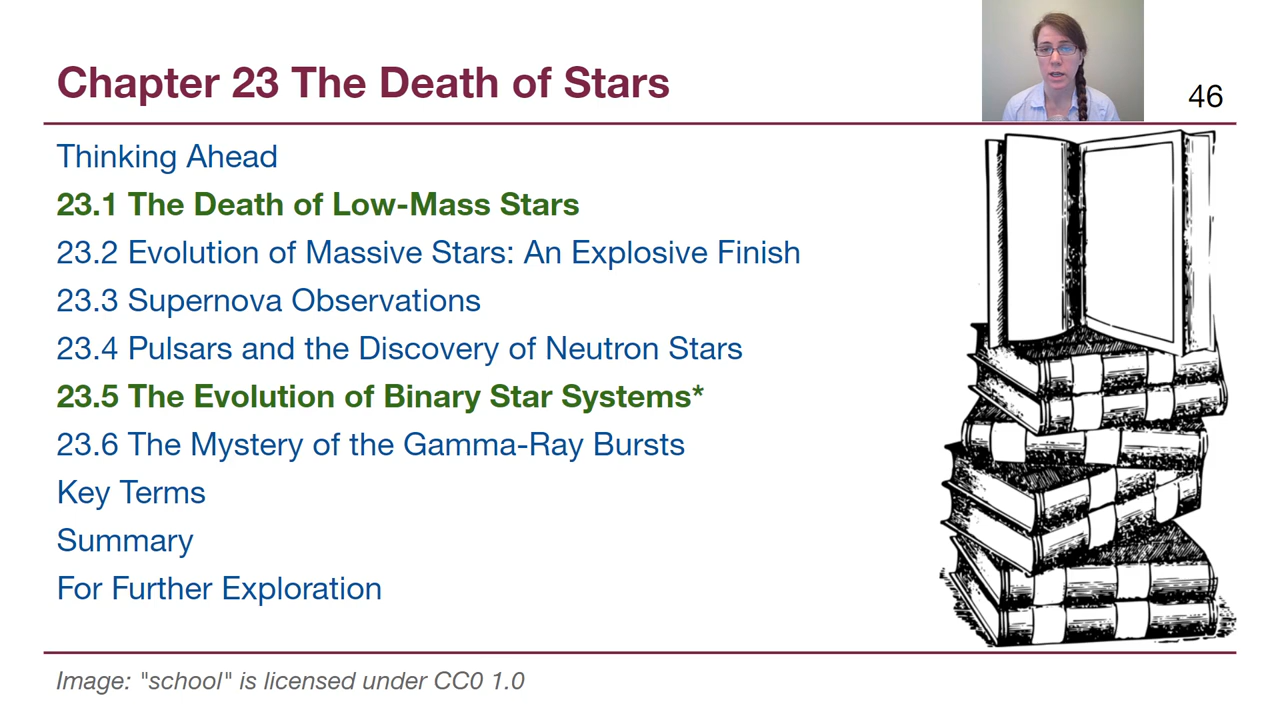 Chapter 23 The Death of Stars
46
Thinking Ahead
23.1 The Death of Low-Mass Stars
23.2 Evolution of Massive Stars: An Explosive Finish
23.3 Supernova Observations
23.4 Pulsars and the Discovery of Neutron Stars
23.5 The Evolution of Binary Star Systems*
23.6 The Mystery of the Gamma-Ray Bursts
Key Terms
Summary
For Further Exploration
Image: "school" is licensed under CC0 1.0